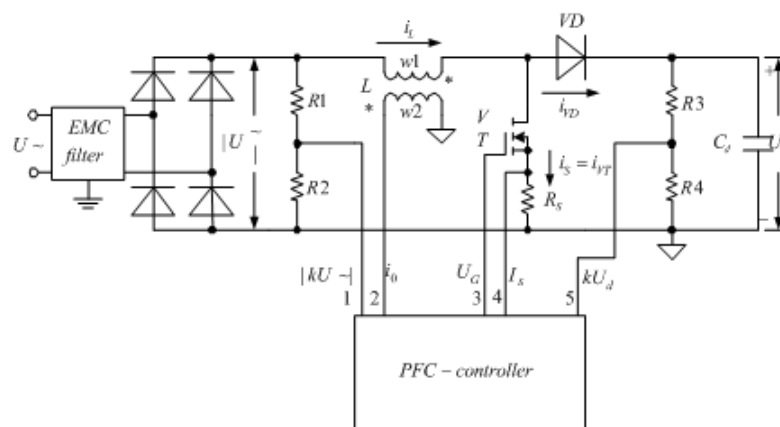 i_L
VD
w1
*
L
*
w2
R1
EMC
filter
U ~
|U ~|
V
T
i_VD
R3
C_d
+
U
R2
i_S = i_VT
R_S
R4
−
|kU ~|
i_0
U_G
I_s
kU_d
1
2
3
4
5
PFC − controller